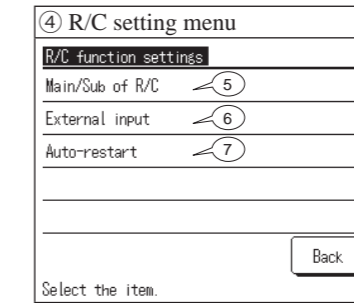 ④ R/C setting menu
R/C function settings
Main/Sub of R/C 5
External input 6
Auto-restart 7
Back
Select the item.